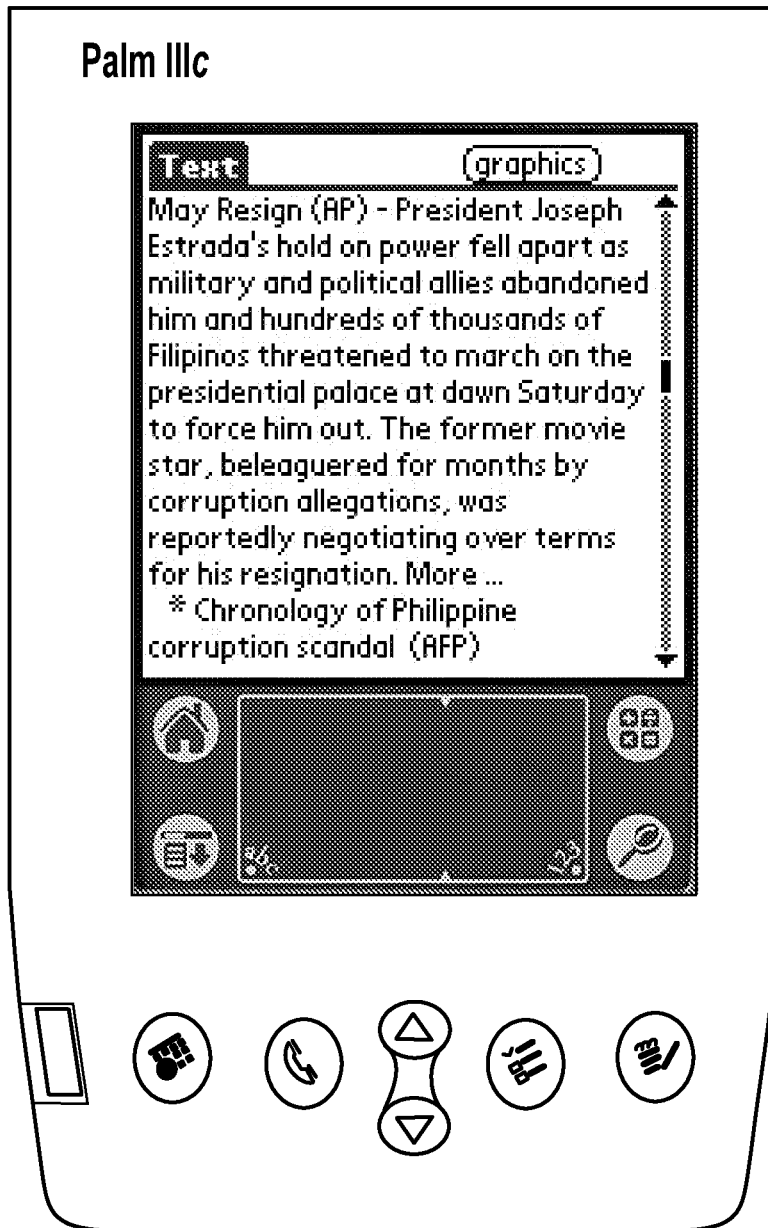 Palm IIIc
Text
graphics
May Resign (AP) - President Joseph
Estrada's hold on power fell apart as
military and political allies abandoned
him and hundreds of thousands of
Filipinos threatened to march on the
presidential palace at dawn Saturday
to force him out. The former movie
star, beleaguered for months by
corruption allegations, was
reportedly negotiating over terms
for his resignation. More ...
* Chronology of Philippine
corruption scandal (AFP)
abc
123